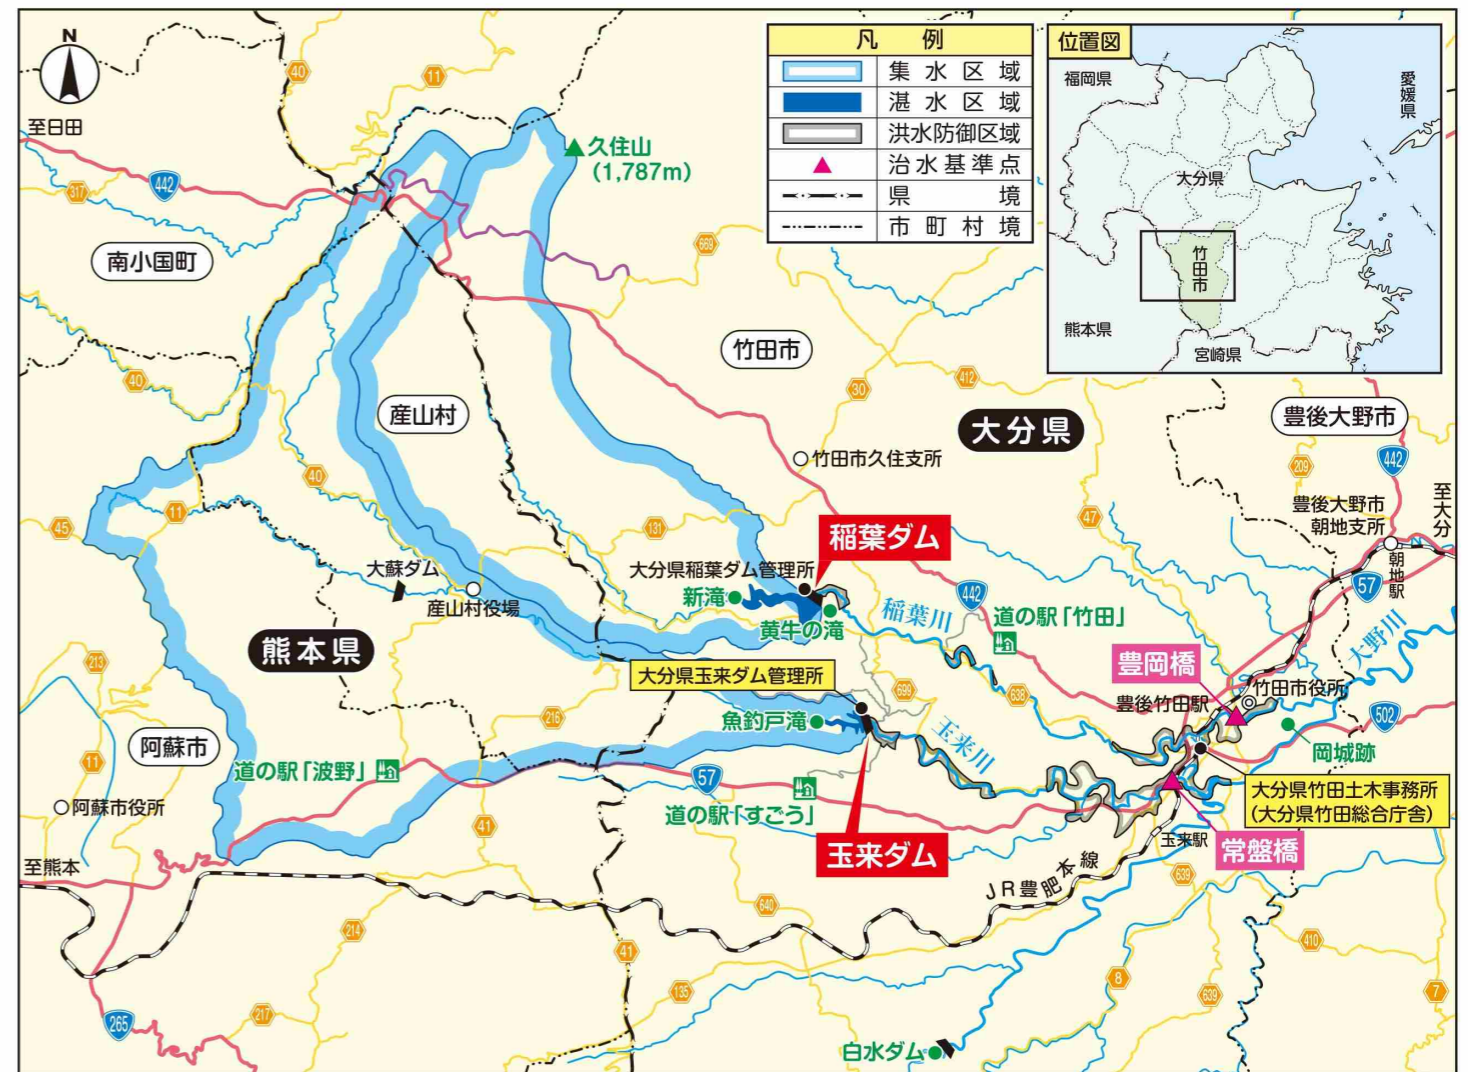 N
凡例
集水区域
湛水区域
洪水防御区域
治水基準点
県境
市町村境
位置図
福岡県
愛媛県
大分県
竹田市
熊本県
宮崎県
40
11
至日田
久住山
(1,787m)
442
317
669
南小国町
竹田市
40
産山村
30
412
大分県
豊後大野市
竹田市久住支所
209
442
至大分
豊後大野市
朝地支所
40
45
11
131
47
稲葉ダム
大蘇ダム
大分県稲葉ダム管理所
朝地駅
57
産山村役場
新滝
442
道の駅「竹田」
稲葉川
黄牛の滝
大野川
熊本県
213
豊岡橋
大分県玉来ダム管理所
竹田市役所
699
638
豊後竹田駅
216
魚釣戸滝
502
玉来川
岡城跡
阿蘇市
11
道の駅「波野」
57
大分県竹田土木事務所
(大分県竹田総合庁舎)
阿蘇市役所
道の駅「すごう」
41
玉来ダム
玉来駅
常盤橋
至熊本
JR豊肥本線
639
640
214
41
410
8
135
639
7
217
265
白水ダム